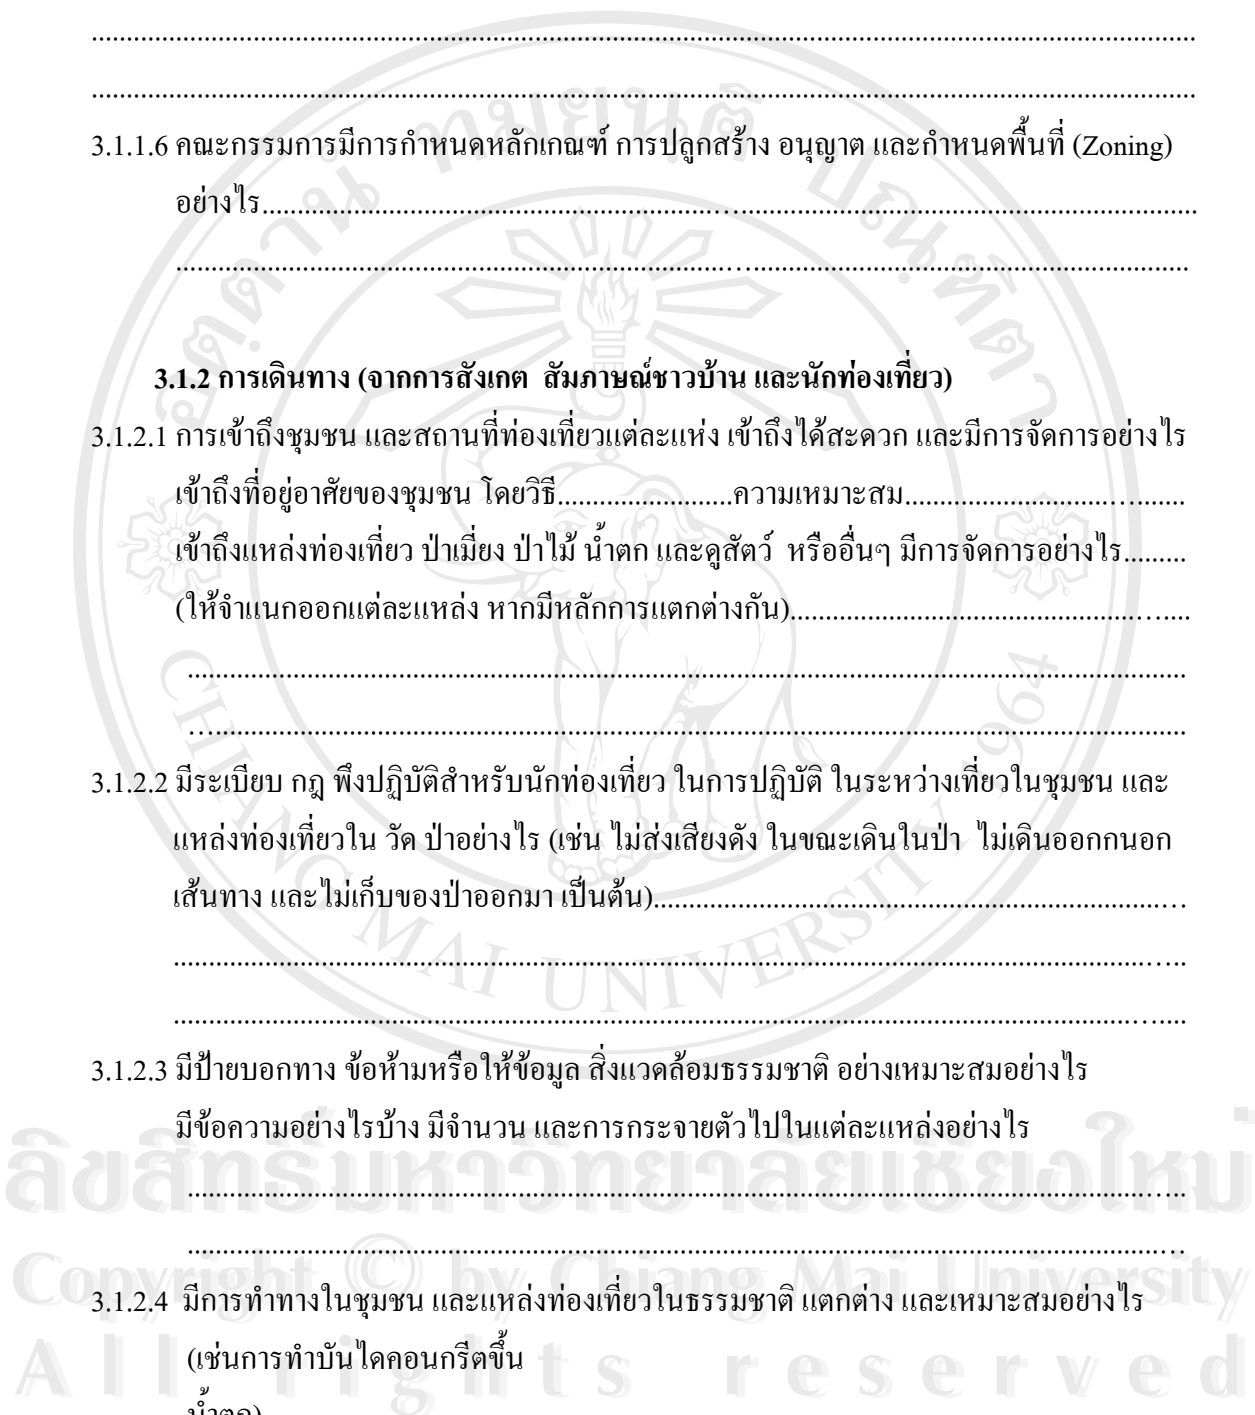 ................................................................................
................................................................................
3.1.1.6 คณะกรรมการมีการกำหนดหลักเกณฑ์ การปลูกสร้าง อนุญาต และกำหนดพื้นที่ (Zoning)
อย่างไร................................................................................
................................................................................
3.1.2 การเดินทาง (จากการสังเกต สัมภาษณ์ชาวบ้าน และนักท่องเที่ยว)
3.1.2.1 การเข้าถึงชุมชน และสถานที่ท่องเที่ยวแต่ละแห่ง เข้าถึงได้สะดวก และมีการจัดการอย่างไร
เข้าถึงที่อยู่อาศัยของชุมชน โดยวิธี.........................ความเหมาะสม........................................
เข้าถึงแหล่งท่องเที่ยว ป่าเมี่ยง ป่าไม้ น้ำตก และดูสัตว์ หรืออื่นๆ มีการจัดการอย่างไร.........
(ให้จำแนกออกแต่ละแหล่ง หากมีหลักการแตกต่างกัน)........................................................
................................................................................
................................................................................
3.1.2.2 มีระเบียบ กฎ พึงปฏิบัติสำหรับนักท่องเที่ยว ในการปฏิบัติ ในระหว่างเที่ยวในชุมชน และ
แหล่งท่องเที่ยวใน วัด ป่าอย่างไร (เช่น ไม่ส่งเสียงดัง ในขณะเดินในป่า ไม่เดินออกกนอก
เส้นทาง และไม่เก็บของป่าออกมา เป็นต้น)............................................................................
................................................................................
................................................................................
3.1.2.3 มีป้ายบอกทาง ข้อห้ามหรือให้ข้อมูล สิ่งแวดล้อมธรรมชาติ อย่างเหมาะสมอย่างไร
มีข้อความอย่างไรบ้าง มีจำนวน และการกระจายตัวไปในแต่ละแหล่งอย่างไร
................................................................................
................................................................................
3.1.2.4 มีการทำทางในชุมชน และแหล่งท่องเที่ยวในธรรมชาติ แตกต่าง และเหมาะสมอย่างไร
(เช่นการทำบันไดคอนกรีตขึ้น
น้ำตก)
อตฺตานํ ทมยนฺติ ปณฺฑิตา
CHIANG MAI UNIVERSITY 1964
ลิขสิทธิ์มหาวิทยาลัยเชียงใหม่
Copyright © by Chiang Mai University
All rights reserved